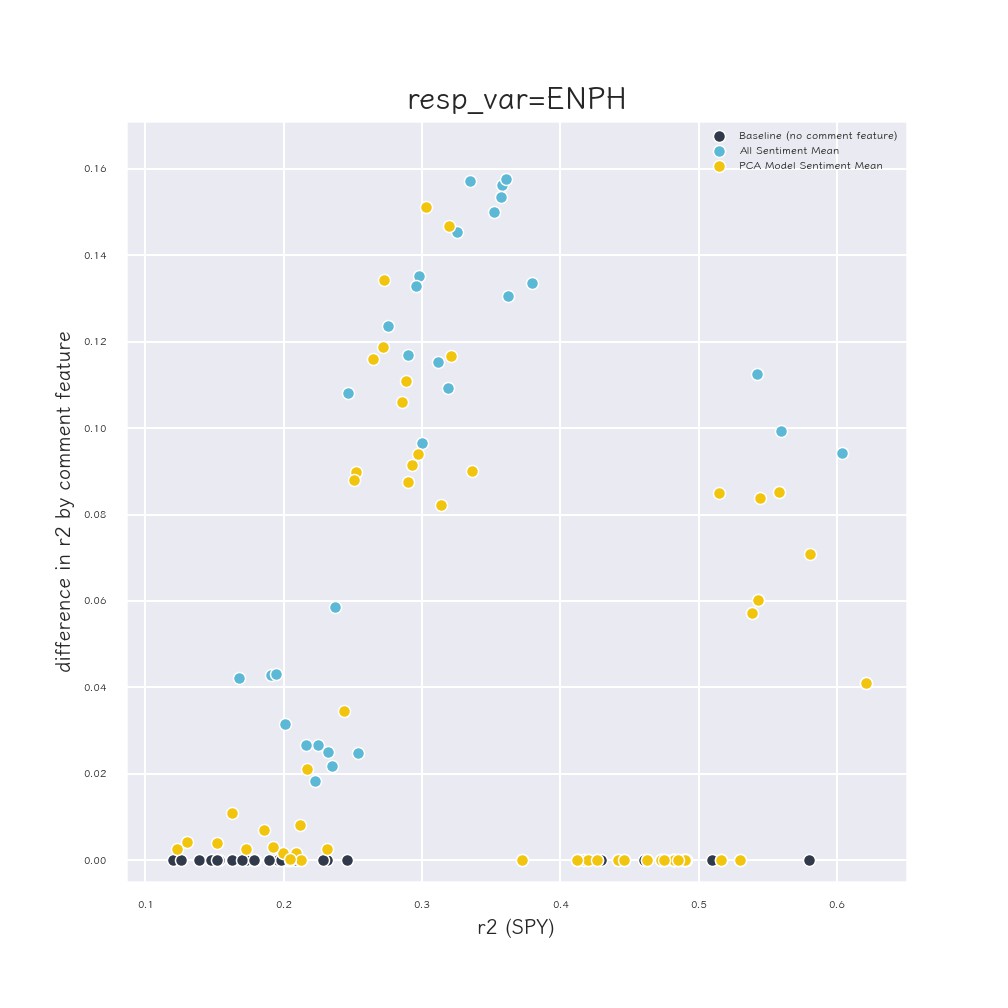 resp_var=ENPH
Baseline (no comment feature)
All Sentiment Mean
PCA Model Sentiment Mean
0.16
0.14
0.12
0.10
0.08
0.06
0.04
0.02
0.00
difference in r2 by comment feature
0.1 0.2 0.3 0.4 0.5 0.6
r2 (SPY)